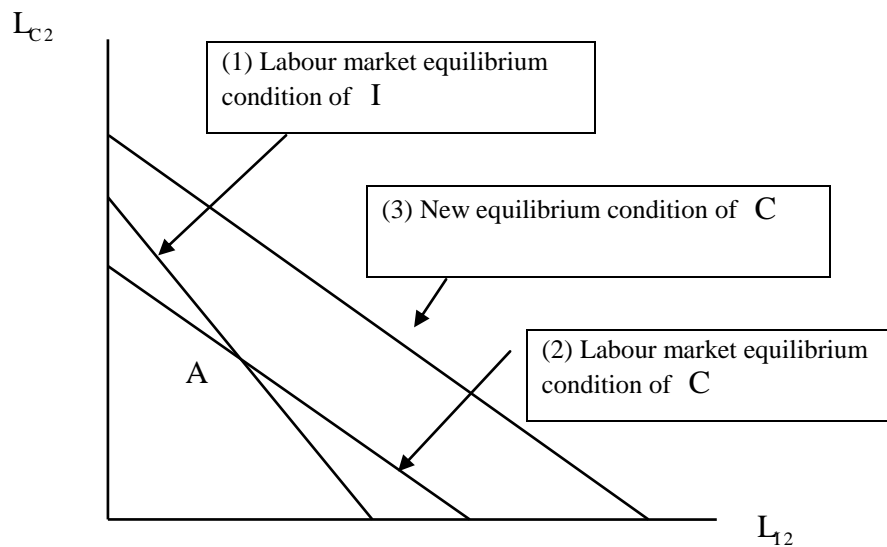 L_C2
(1) Labour market equilibrium
condition of I
(3) New equilibrium condition of C
(2) Labour market equilibrium
condition of C
A
L_12